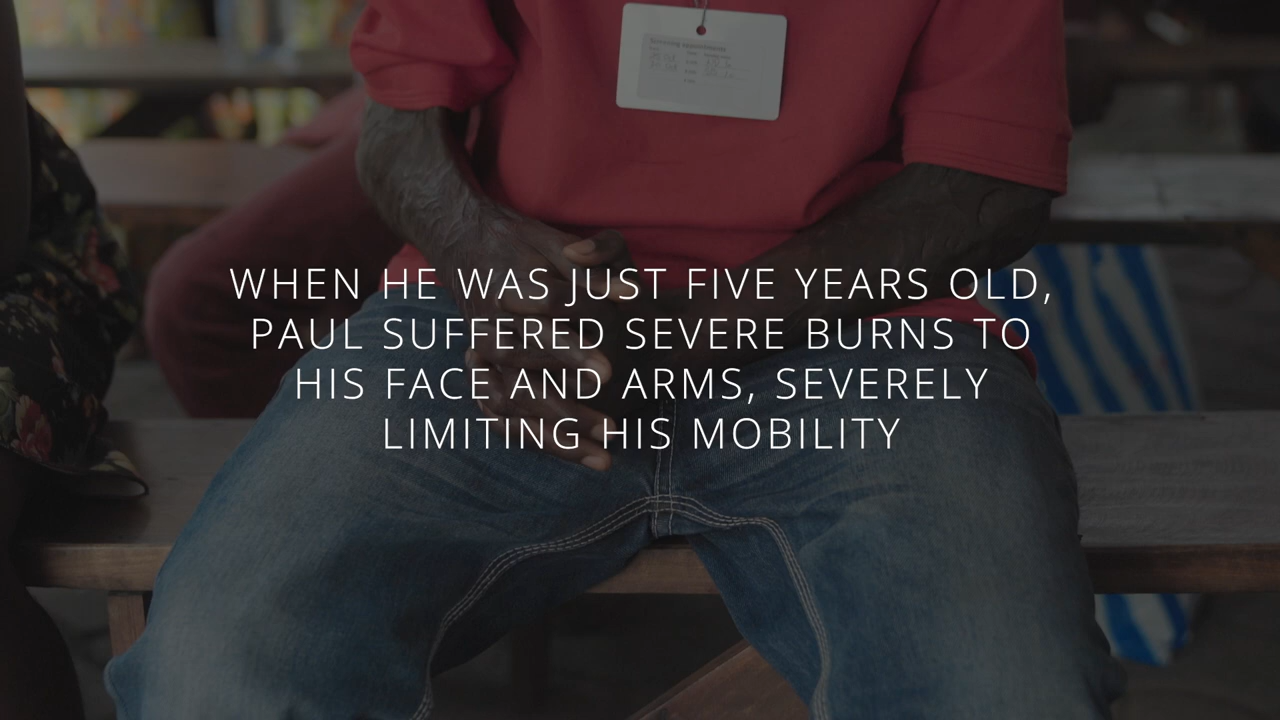 WHEN HE WAS JUST FIVE YEARS OLD,
PAUL SUFFERED SEVERE BURNS TO
HIS FACE AND ARMS, SEVERELY
LIMITING HIS MOBILITY